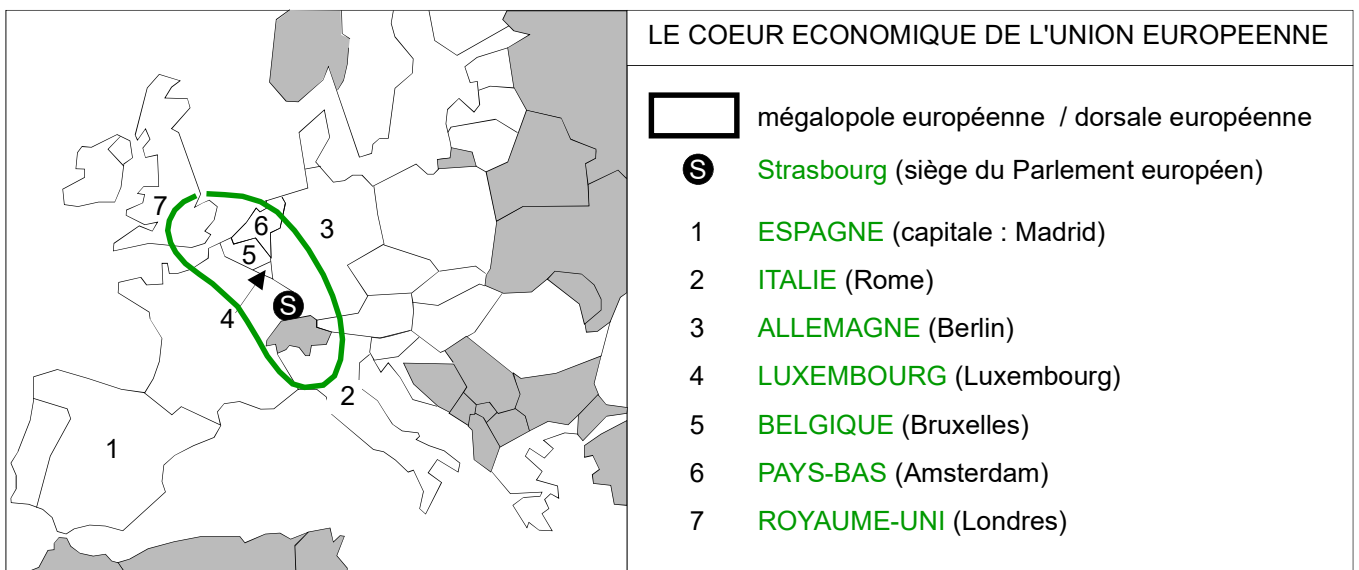 LE COEUR ECONOMIQUE DE L'UNION EUROPEENNE
mégalopole européenne / dorsale européenne
S Strasbourg (siège du Parlement européen)
1 ESPAGNE (capitale : Madrid)
2 ITALIE (Rome)
3 ALLEMAGNE (Berlin)
4 LUXEMBOURG (Luxembourg)
5 BELGIQUE (Bruxelles)
6 PAYS-BAS (Amsterdam)
7 ROYAUME-UNI (Londres)
7
6
3
5
S
4
2
1